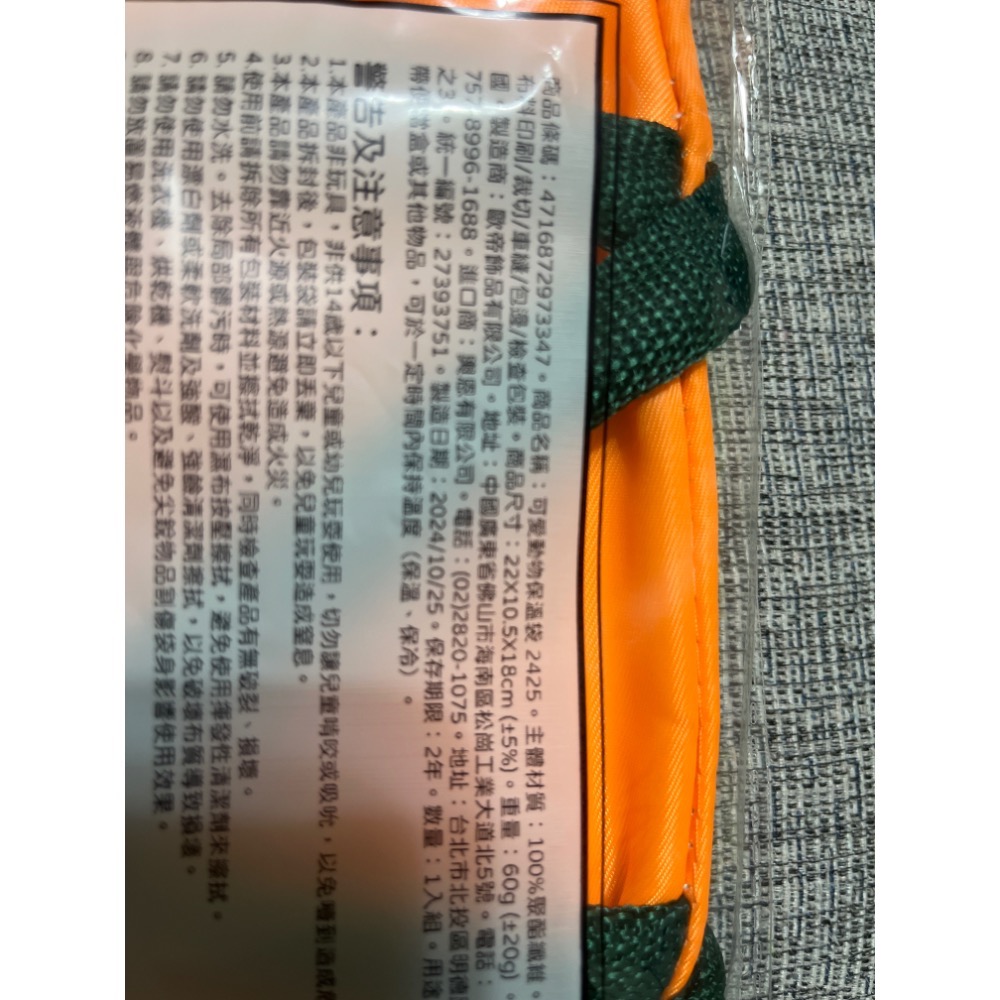 商品條碼：4716872973347。商品名稱：可愛動物保溫袋 2425。主體材質：100%聚酯纖維。
布料印刷/裁切/車縫/包邊/檢查包裝。商品尺寸：22X10.5X18cm (±5%)。重量：60g (±20g)。
國。製造商：歐帝飾品有限公司。地址：中國廣東省佛山市海南區松崗工業大道北5號。電話：
757-8996-1688。進口商：興恩有限公司。電話：(02)2820-1075。地址：台北市北投區明德
之3。統一編號：27393751。製造日期：2024/10/25。保存期限：2年。數量：1入組。用途
帶便當盒或其他物品，可於一定時間內保持溫度（保溫、保冷）。
警告及注意事項：
1.本產品非玩具，非供14歲以下兒童或幼兒玩耍使用，切勿讓兒童啃咬或吸吮，以免噎到造成
2.本產品拆封後，包裝袋請立即丟棄，以免兒童玩耍造成窒息。
3.本產品請勿靠近火源或熱源避免造成火災。
4.使用前請拆除所有包裝材料並擦拭乾淨，同時檢查產品有無破裂、損壞。
5.請勿水洗。去除局部髒污時，可使用濕布按壓擦拭，避免使用揮發性清潔劑來擦拭。
6.請勿使用漂白劑或柔軟洗劑及強酸、強鹼清潔劑擦拭，以免破壞布質導致損壞。
7.請勿使用洗衣機、烘乾機、熨斗以及避免尖銳物品刮傷袋身影響使用效果。
8.請勿放置易燃液體